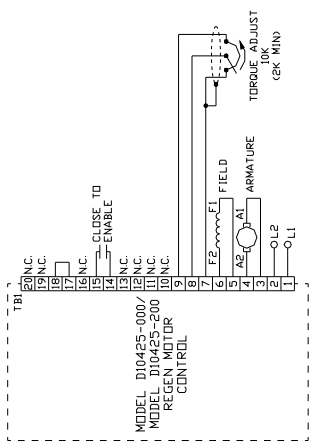 TB1
20 N.C.
19 N.C.
18
17
16 N.C.
15
14
CLOSE TO
ENABLE
13 N.C.
12 N.C.
11 N.C.
10 N.C.
9
8
7
6
5
4
3
2
1
TORQUE ADJUST
10K
(2K MIN)
F2 F1
FIELD
A2 A1
ARMATURE
L2
L1
MODEL D10425-000/
MODEL D10425-200
REGEN MOTOR
CONTROL